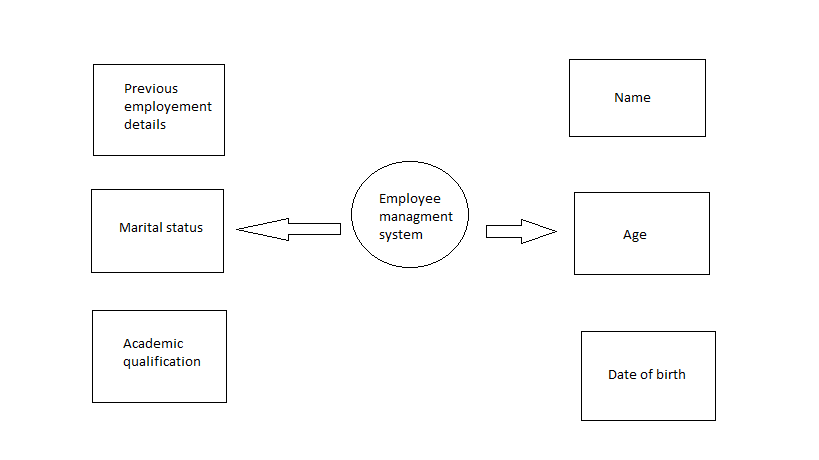 Previous
employement
details
Name
Marital status
Employee
managment
system
Age
Academic
qualification
Date of birth